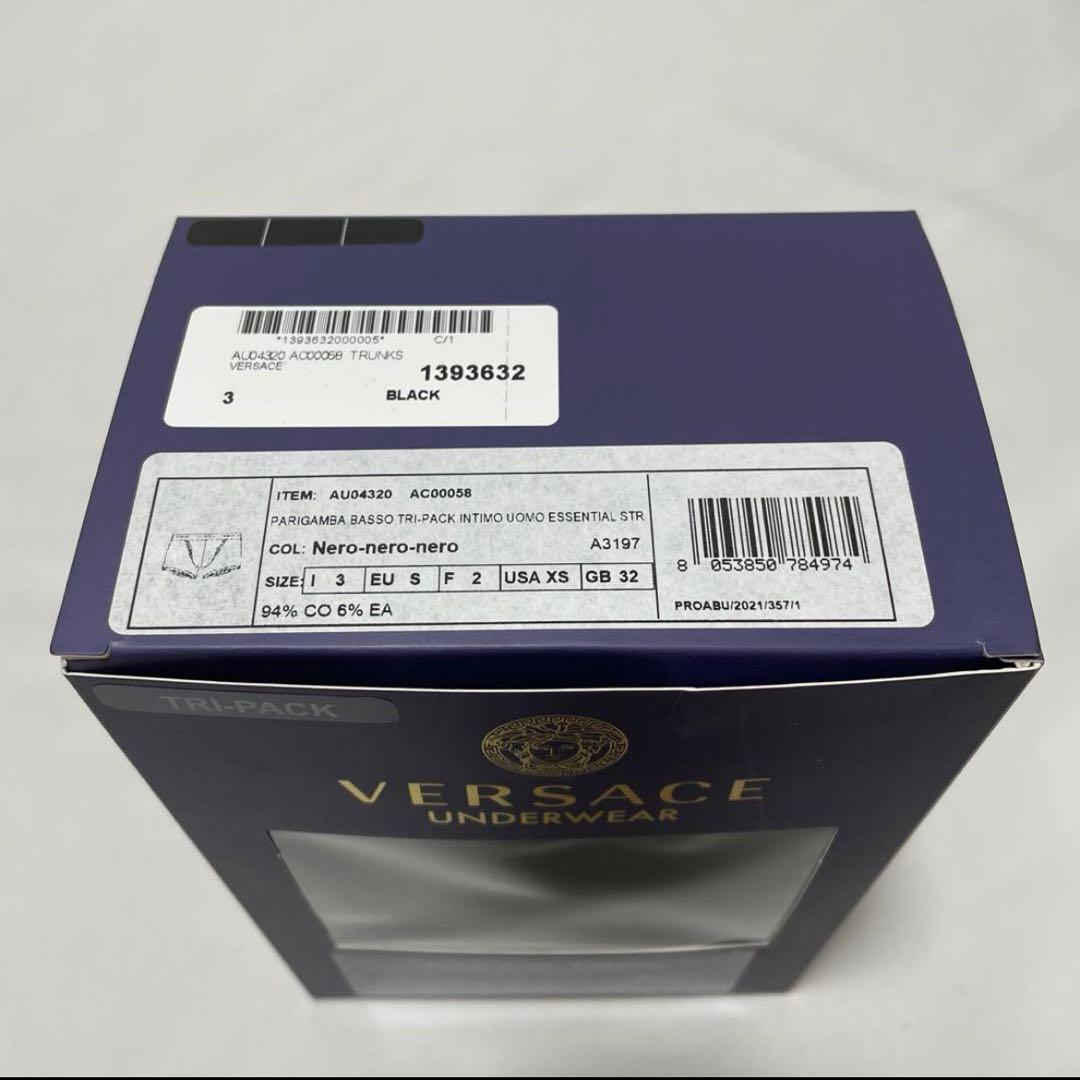 *1393632000005* C/1
AU04320 AC00058 TRUNKS
VERSACE
1393632
3 BLACK
ITEM: AU04320 AC00058
PARIGAMBA BASSO TRI-PACK INTIMO UOMO ESSENTIAL STR
COL: Nero-nero-nero A3197
SIZE: I 3 EU S F 2 USA XS GB 32
94% CO 6% EA
8 053850 784974
PROABU/2021/357/1
TRI-PACK
VERSACE
UNDERWEAR